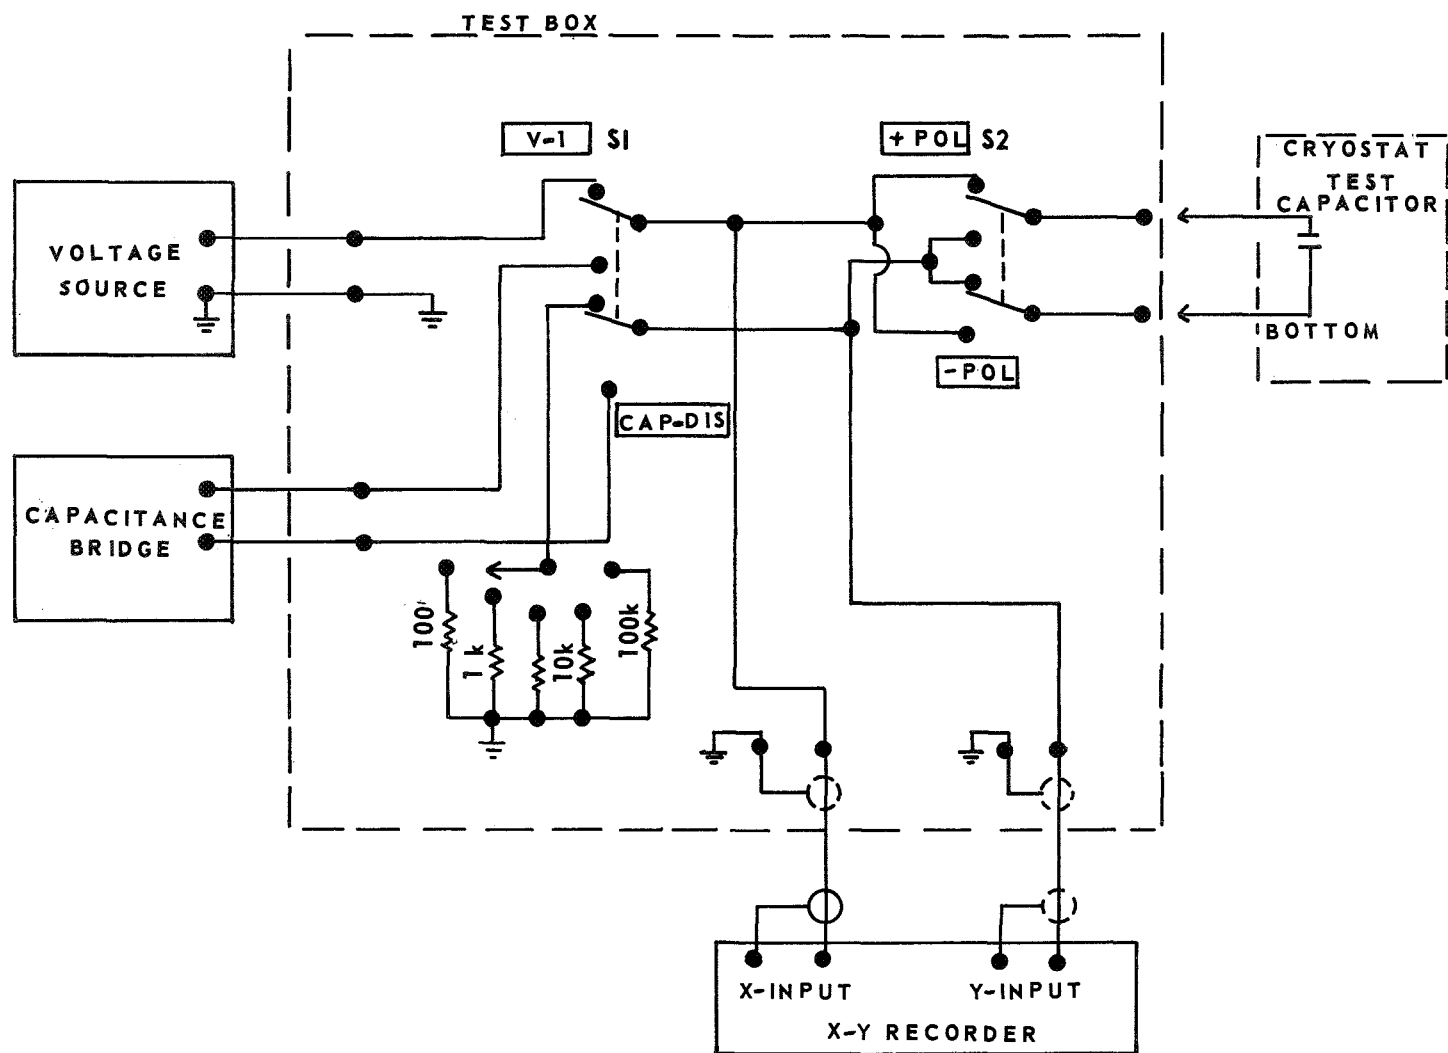 TEST BOX
V-1 S1
+ POL S2
CRYOSTAT
TEST
CAPACITOR
VOLTAGE
SOURCE
BOTTOM
-POL
CAP-DIS
CAPACITANCE
BRIDGE
100
1 k
10k
100k
X-INPUT
Y-INPUT
X-Y RECORDER